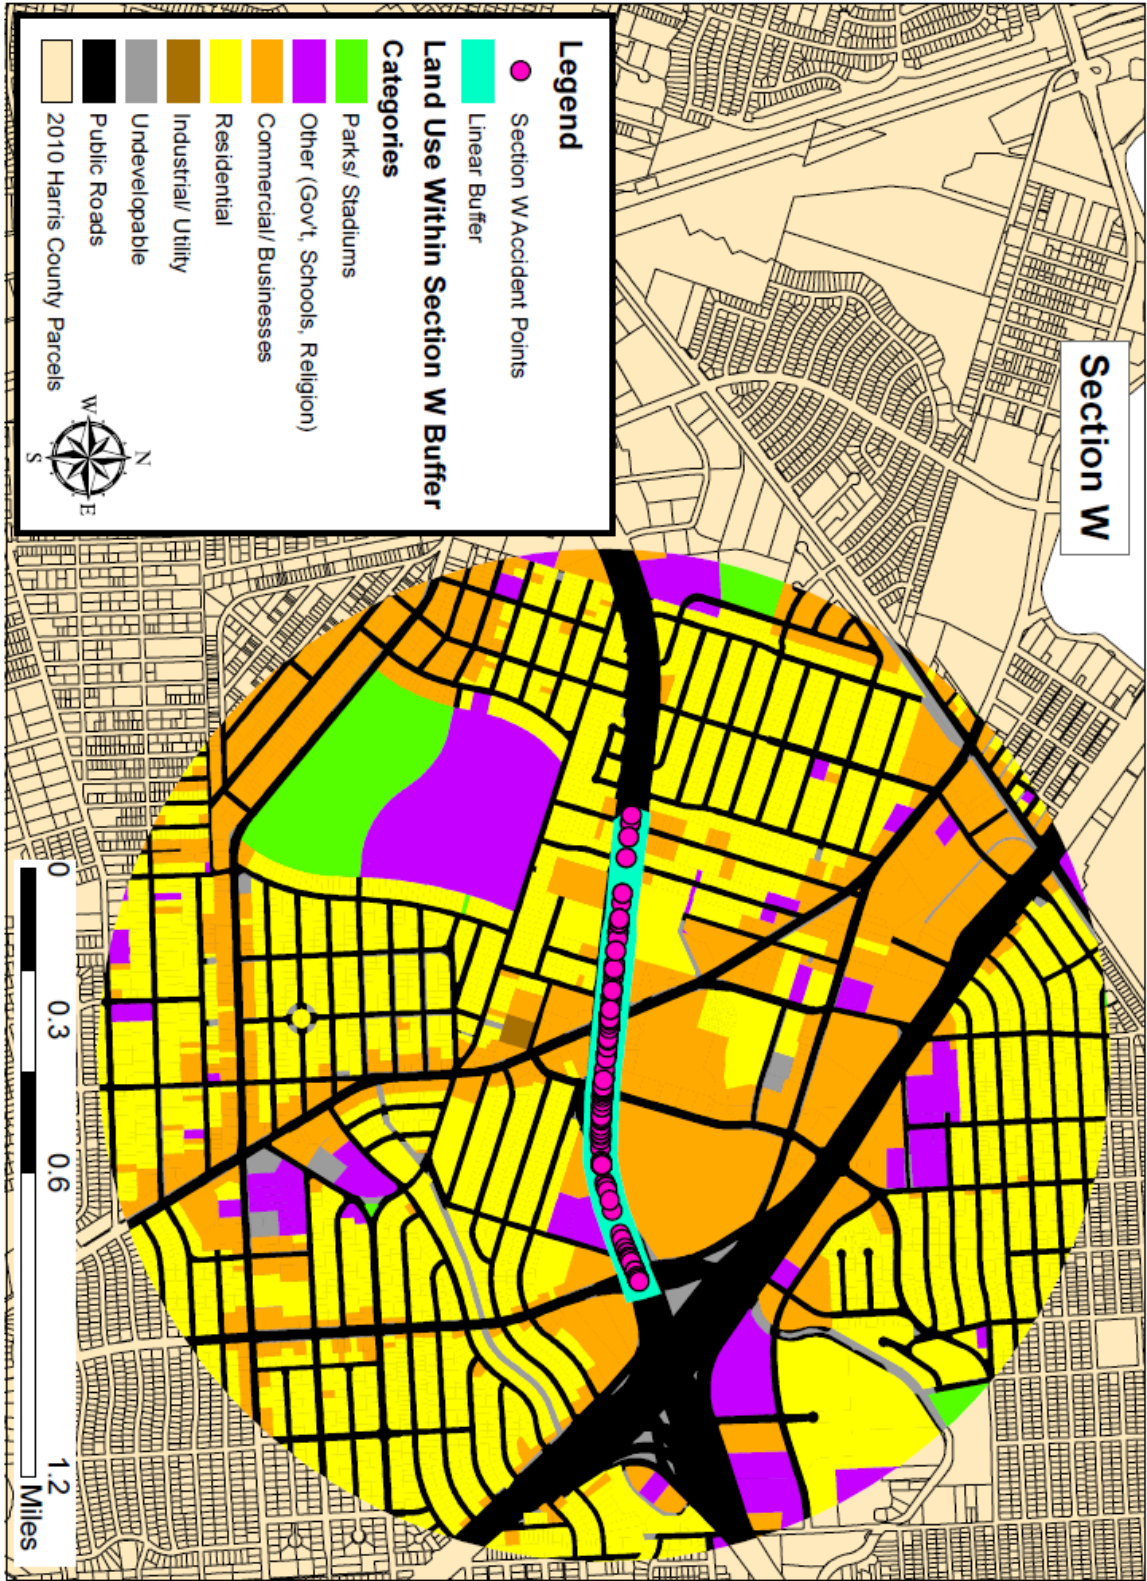 Section W
Legend
Section W Accident Points
Linear Buffer
Land Use Within Section W Buffer
Categories
Parks/ Stadiums
Other (Gov't, Schools, Religion)
Commercial/ Businesses
Residential
Industrial/ Utility
Undevelopable
Public Roads
2010 Harris County Parcels
N
W
E
S
0 0.3 0.6 1.2
Miles